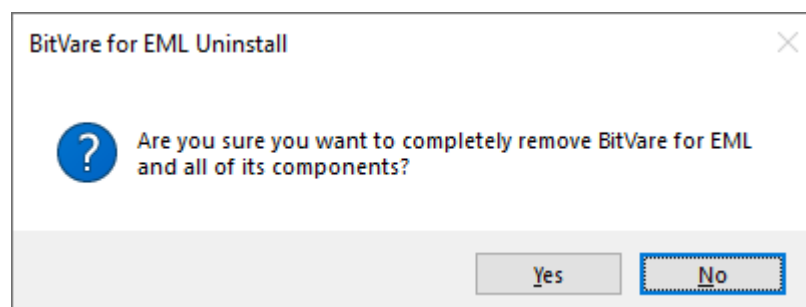 BitVare for EML Uninstall
Are you sure you want to completely remove BitVare for EML
and all of its components?
Yes
No